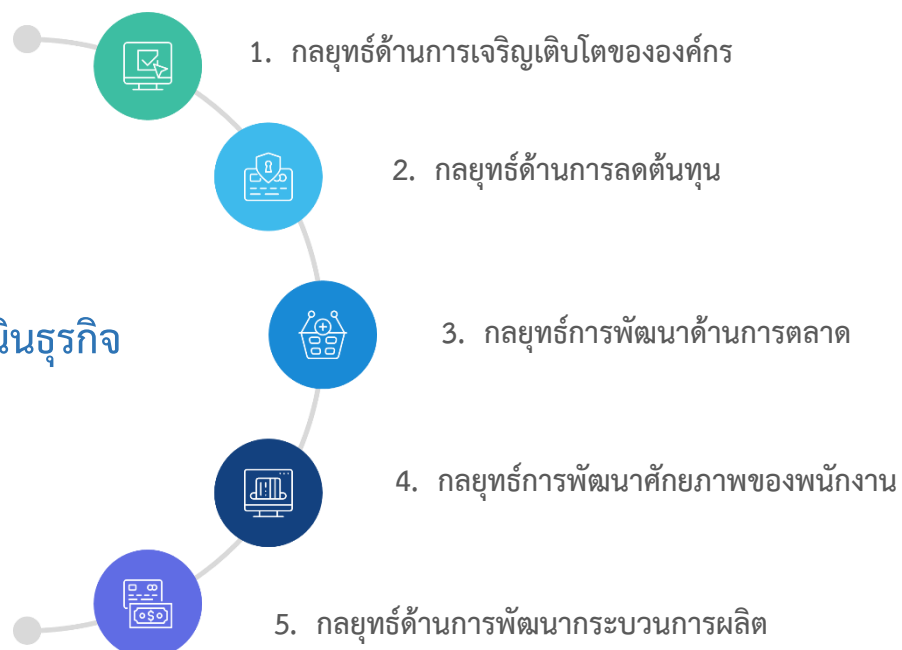 1. กลยุทธ์ด้านการเจริญเติบโตขององค์กร
2. กลยุทธ์ด้านการลดต้นทุน
นินธุรกิจ
3. กลยุทธ์การพัฒนาด้านการตลาด
4. กลยุทธ์การพัฒนาศักยภาพของพนักงาน
5. กลยุทธ์ด้านการพัฒนากระบวนการผลิต